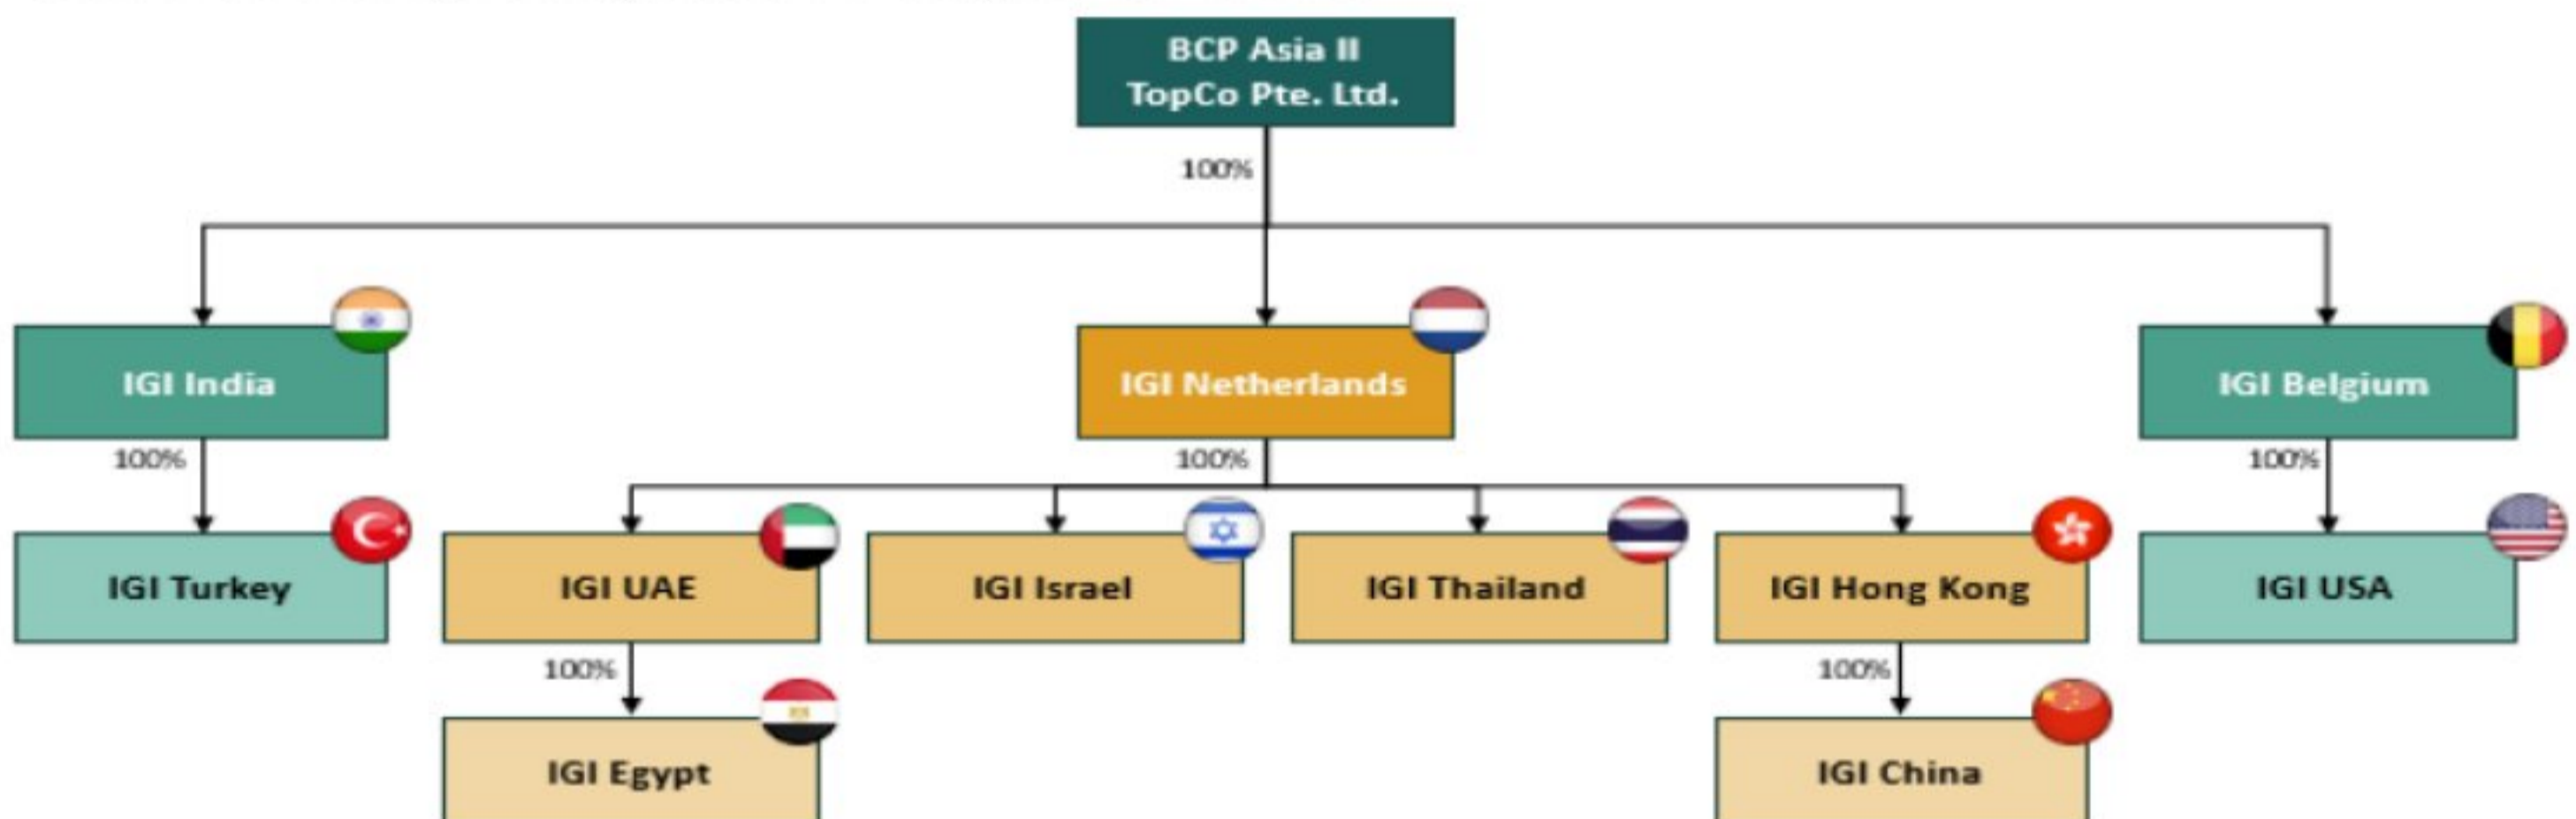 BCP Asia II
TopCo Pte. Ltd.
100%
IGI India
IGI Netherlands
IGI Belgium
100%
100%
100%
IGI Turkey
IGI UAE
IGI Israel
IGI Thailand
IGI Hong Kong
IGI USA
100%
100%
IGI Egypt
IGI China